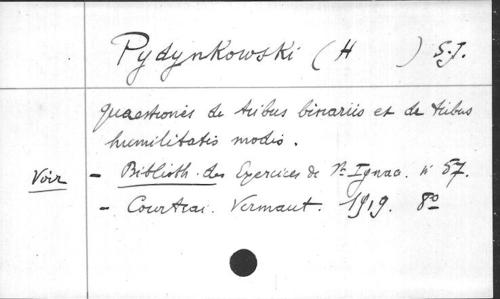 Pydynkowski (H ) S.J.
quaestiones de tribus binariis et de tribus
humilitatis modis.
Voir - Biblioth. des Exercices de St Ignac. n° 57.
- Courtrai. Vermaut. 1919. 8°